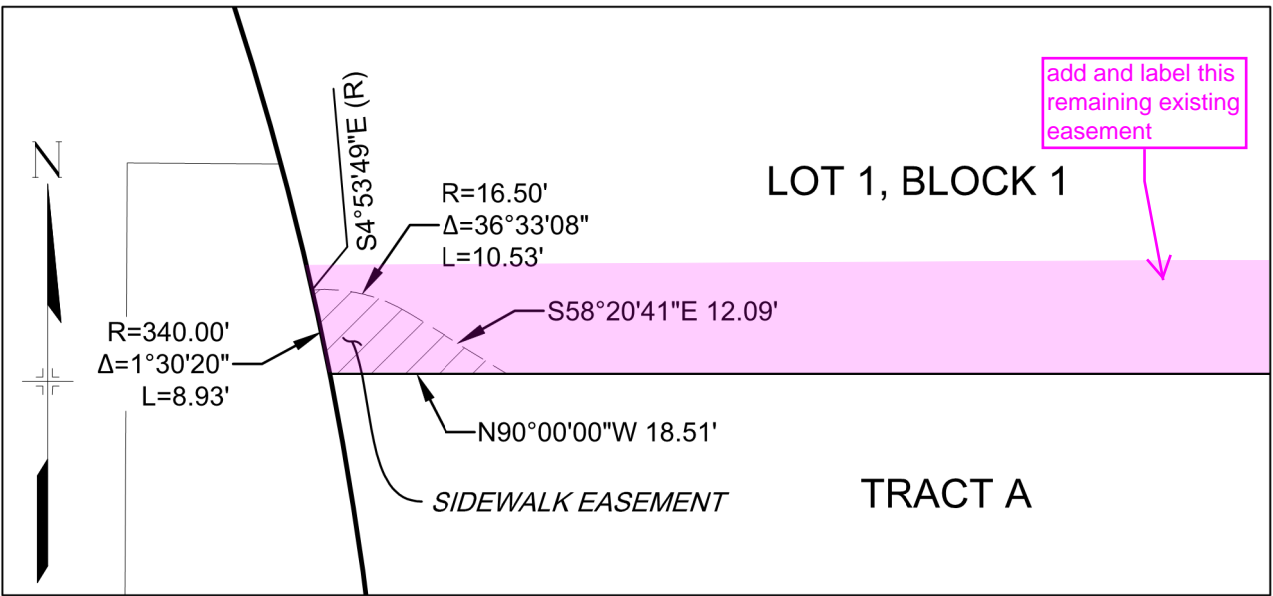 add and label this
remaining existing
easement
LOT 1, BLOCK 1
N
S4°53'49"E (R)
R=16.50'
Δ=36°33'08"
L=10.53'
S58°20'41"E 12.09'
R=340.00'
Δ=1°30'20"
L=8.93'
N90°00'00"W 18.51'
SIDEWALK EASEMENT
TRACT A